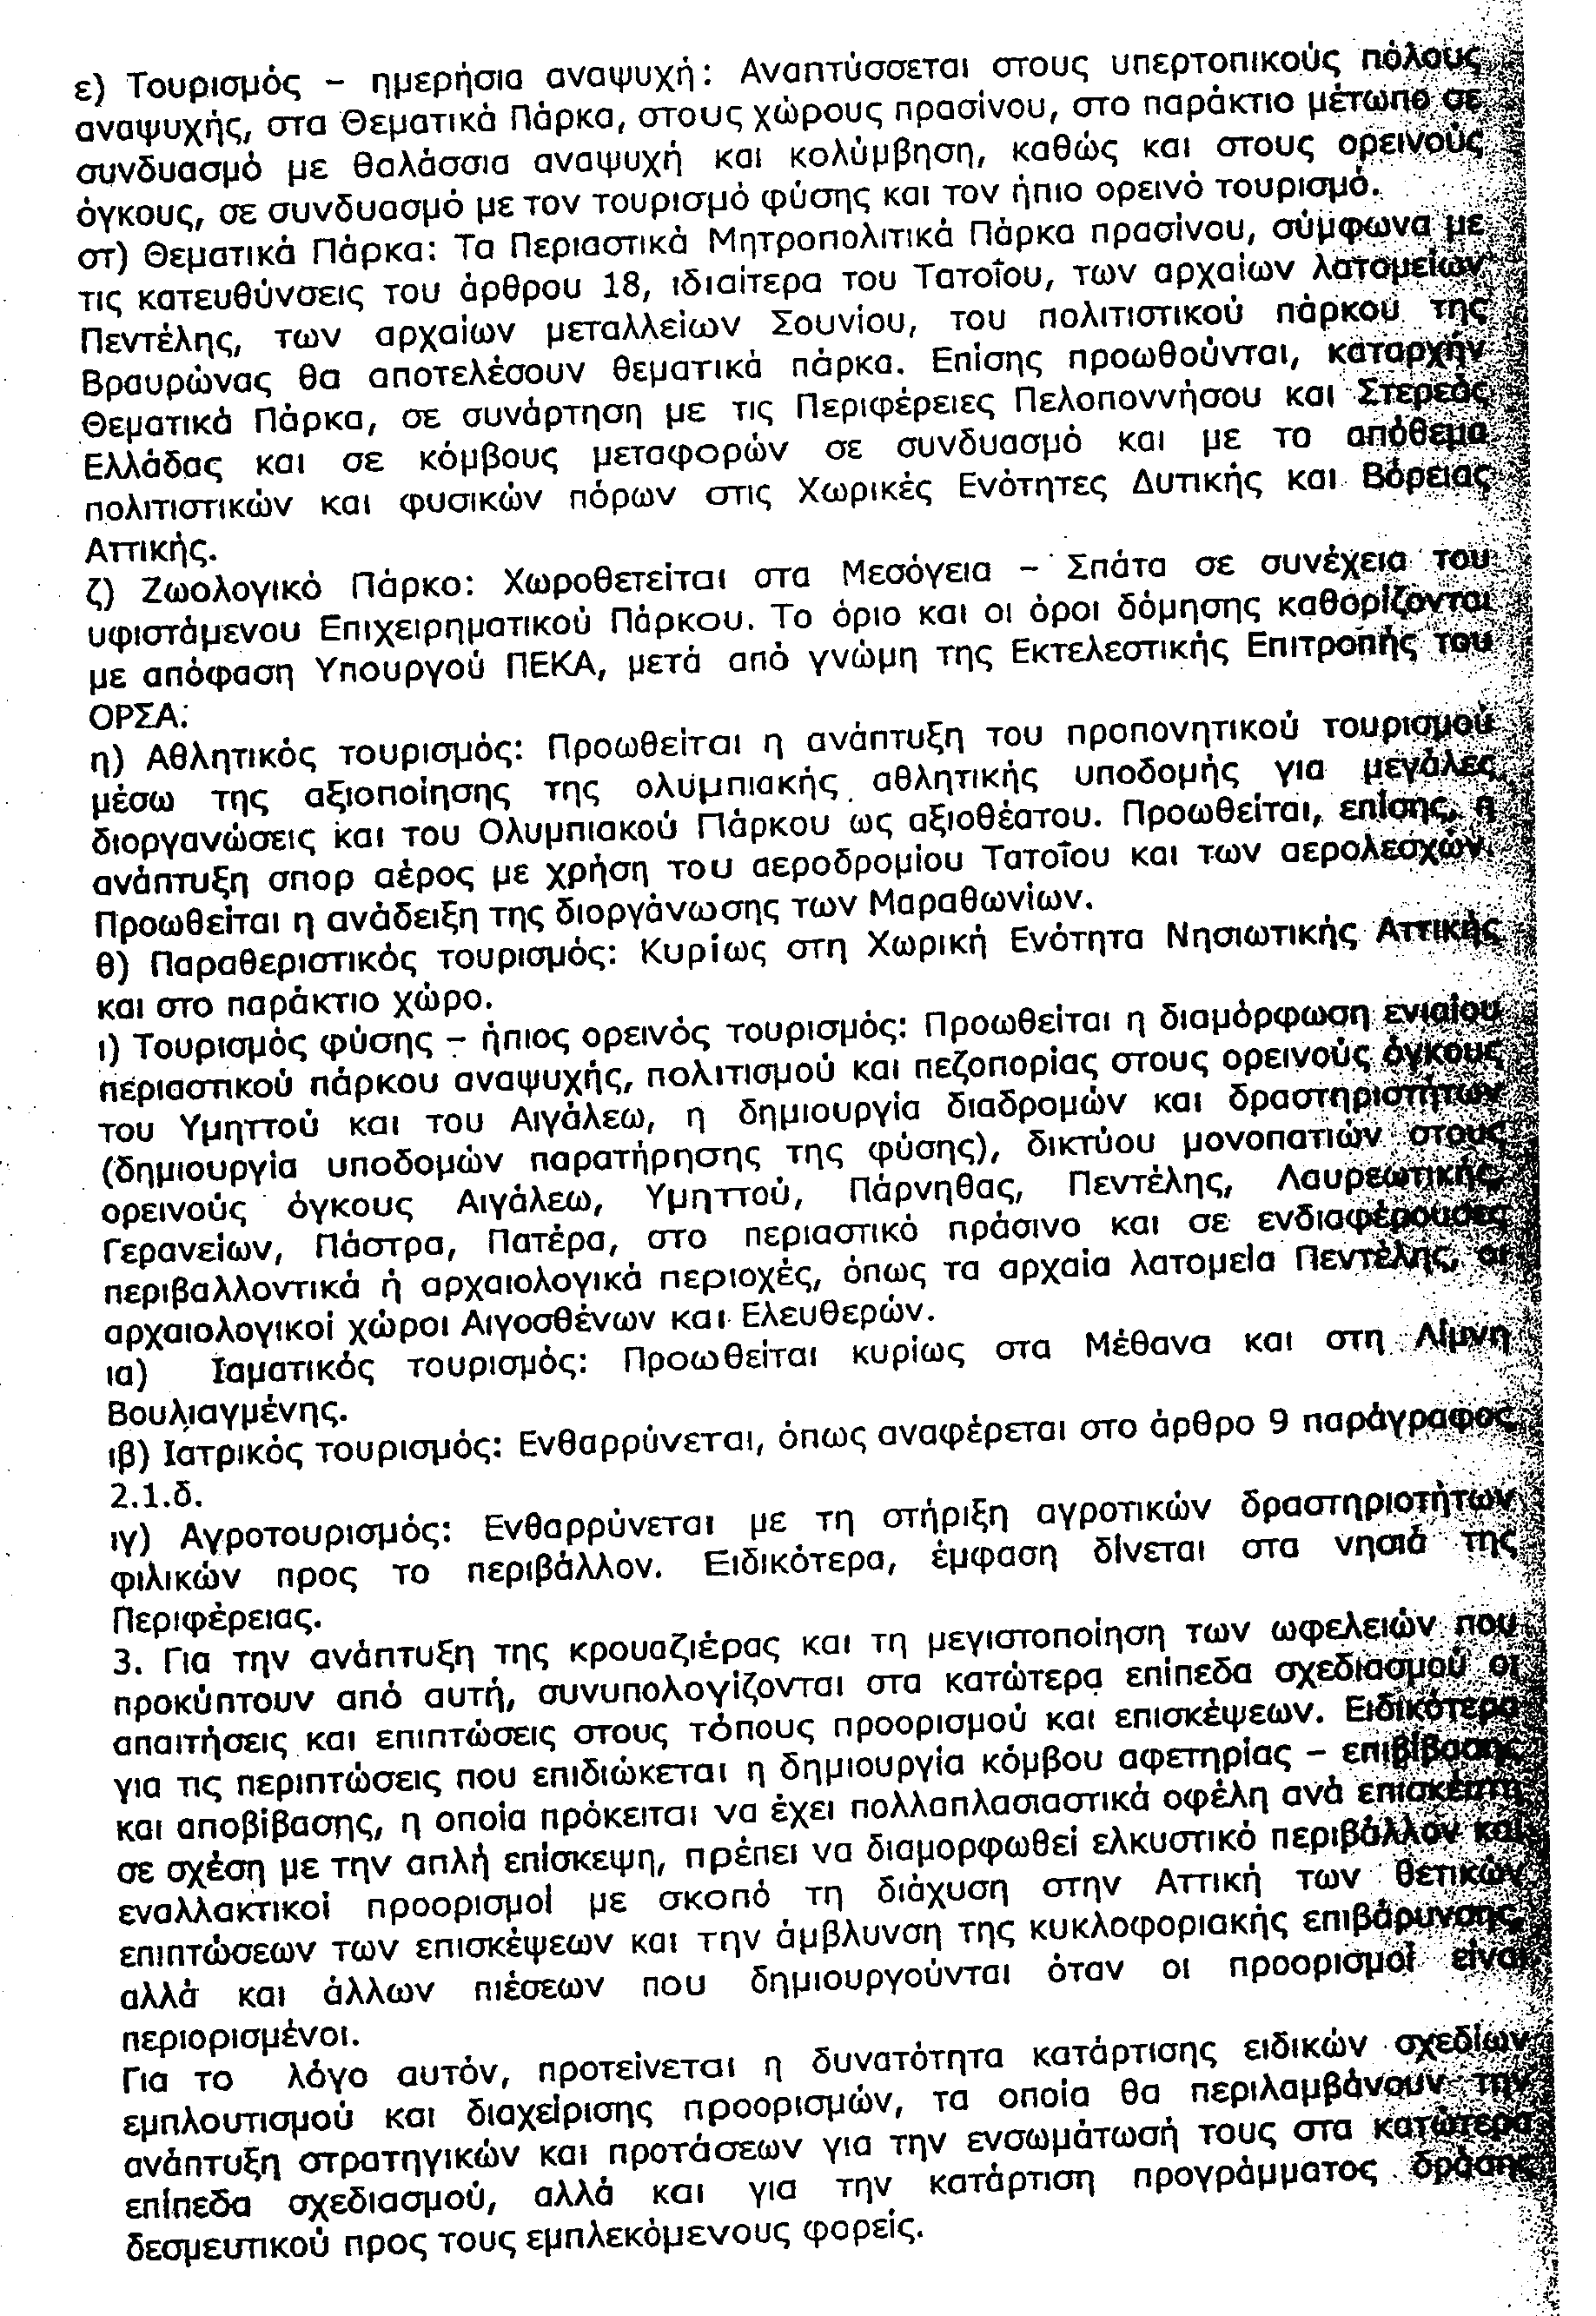 ε) Τουρισμός – ημερήσια αναψυχή: Αναπτύσσεται στους υπερτοπικούς πόλους
αναψυχής, στα Θεματικά Πάρκα, στους χώρους πρασίνου, στο παράκτιο μέτωπο σε
συνδυασμό με θαλάσσια αναψυχή και κολύμβηση, καθώς και στους ορεινούς
όγκους, σε συνδυασμό με τον τουρισμό φύσης και τον ήπιο ορεινό τουρισμό.
στ) Θεματικά Πάρκα: Τα Περιαστικά Μητροπολιτικά Πάρκα πρασίνου, σύμφωνα με
τις κατευθύνσεις του άρθρου 18, ιδιαίτερα του Τατοΐου, των αρχαίων λατομείων
Πεντέλης, των αρχαίων μεταλλείων Σουνίου, του πολιτιστικού πάρκου της
Βραυρώνας θα αποτελέσουν θεματικά πάρκα. Επίσης προωθούνται, καταρχήν
Θεματικά Πάρκα, σε συνάρτηση με τις Περιφέρειες Πελοποννήσου και Στερεάς
Ελλάδας και σε κόμβους μεταφορών σε συνδυασμό και με το απόθεμα
πολιτιστικών και φυσικών πόρων στις Χωρικές Ενότητες Δυτικής και Βόρειας
Αττικής.
ζ) Ζωολογικό Πάρκο: Χωροθετείται στα Μεσόγεια – Σπάτα σε συνέχεια του
υφιστάμενου Επιχειρηματικού Πάρκου. Το όριο και οι όροι δόμησης καθορίζονται
με απόφαση Υπουργού ΠΕΚΑ, μετά από γνώμη της Εκτελεστικής Επιτροπής του
ΟΡΣΑ.
η) Αθλητικός τουρισμός: Προωθείται η ανάπτυξη του προπονητικού τουρισμού
μέσω της αξιοποίησης της ολυμπιακής αθλητικής υποδομής για μεγάλες
διοργανώσεις και του Ολυμπιακού Πάρκου ως αξιοθέατου. Προωθείται, επίσης, η
ανάπτυξη σπορ αέρος με χρήση του αεροδρομίου Τατοΐου και των αερολεσχών.
Προωθείται η ανάδειξη της διοργάνωσης των Μαραθωνίων.
θ) Παραθεριστικός τουρισμός: Κυρίως στη Χωρική Ενότητα Νησιωτικής Αττικής
και στο παράκτιο χώρο.
ι) Τουρισμός φύσης – ήπιος ορεινός τουρισμός: Προωθείται η διαμόρφωση ενιαίου
περιαστικού πάρκου αναψυχής, πολιτισμού και πεζοπορίας στους ορεινούς όγκους
του Υμηττού και του Αιγάλεω, η δημιουργία διαδρομών και δραστηριοτήτων
(δημιουργία υποδομών παρατήρησης της φύσης), δικτύου μονοπατιών στους
ορεινούς όγκους Αιγάλεω, Υμηττού, Πάρνηθας, Πεντέλης, Λαυρεωτικής,
Γερανείων, Πάστρα, Πατέρα, στο περιαστικό πράσινο και σε ενδιαφέρουσες
περιβαλλοντικά ή αρχαιολογικά περιοχές, όπως τα αρχαία λατομεία Πεντέλης, οι
αρχαιολογικοί χώροι Αιγοσθένων και Ελευθερών.
ια) Ιαματικός τουρισμός: Προωθείται κυρίως στα Μέθανα και στη Λίμνη
Βουλιαγμένης.
ιβ) Ιατρικός τουρισμός: Ενθαρρύνεται, όπως αναφέρεται στο άρθρο 9 παράγραφος
2.1.δ.
ιγ) Αγροτουρισμός: Ενθαρρύνεται με τη στήριξη αγροτικών δραστηριοτήτων
φιλικών προς το περιβάλλον. Ειδικότερα, έμφαση δίνεται στα νησιά της
Περιφέρειας.
3. Για την ανάπτυξη της κρουαζιέρας και τη μεγιστοποίηση των ωφελειών που
προκύπτουν από αυτή, συνυπολογίζονται στα κατώτερα επίπεδα σχεδιασμού οι
απαιτήσεις και επιπτώσεις στους τόπους προορισμού και επισκέψεων. Ειδικότερα
για τις περιπτώσεις που επιδιώκεται η δημιουργία κόμβου αφετηρίας – επιβίβασης
και αποβίβασης, η οποία πρόκειται να έχει πολλαπλασιαστικά οφέλη ανά επισκέπτη
σε σχέση με την απλή επίσκεψη, πρέπει να διαμορφωθεί ελκυστικό περιβάλλον και
εναλλακτικοί προορισμοί με σκοπό τη διάχυση στην Αττική των θετικών
επιπτώσεων των επισκέψεων και την άμβλυνση της κυκλοφοριακής επιβάρυνσης,
αλλά και άλλων πιέσεων που δημιουργούνται όταν οι προορισμοί είναι
περιορισμένοι.
Για το λόγο αυτόν, προτείνεται η δυνατότητα κατάρτισης ειδικών σχεδίων
εμπλουτισμού και διαχείρισης προορισμών, τα οποία θα περιλαμβάνουν την
ανάπτυξη στρατηγικών και προτάσεων για την ενσωμάτωσή τους στα κατώτερα
επίπεδα σχεδιασμού, αλλά και για την κατάρτιση προγράμματος δράσης
δεσμευτικού προς τους εμπλεκόμενους φορείς.